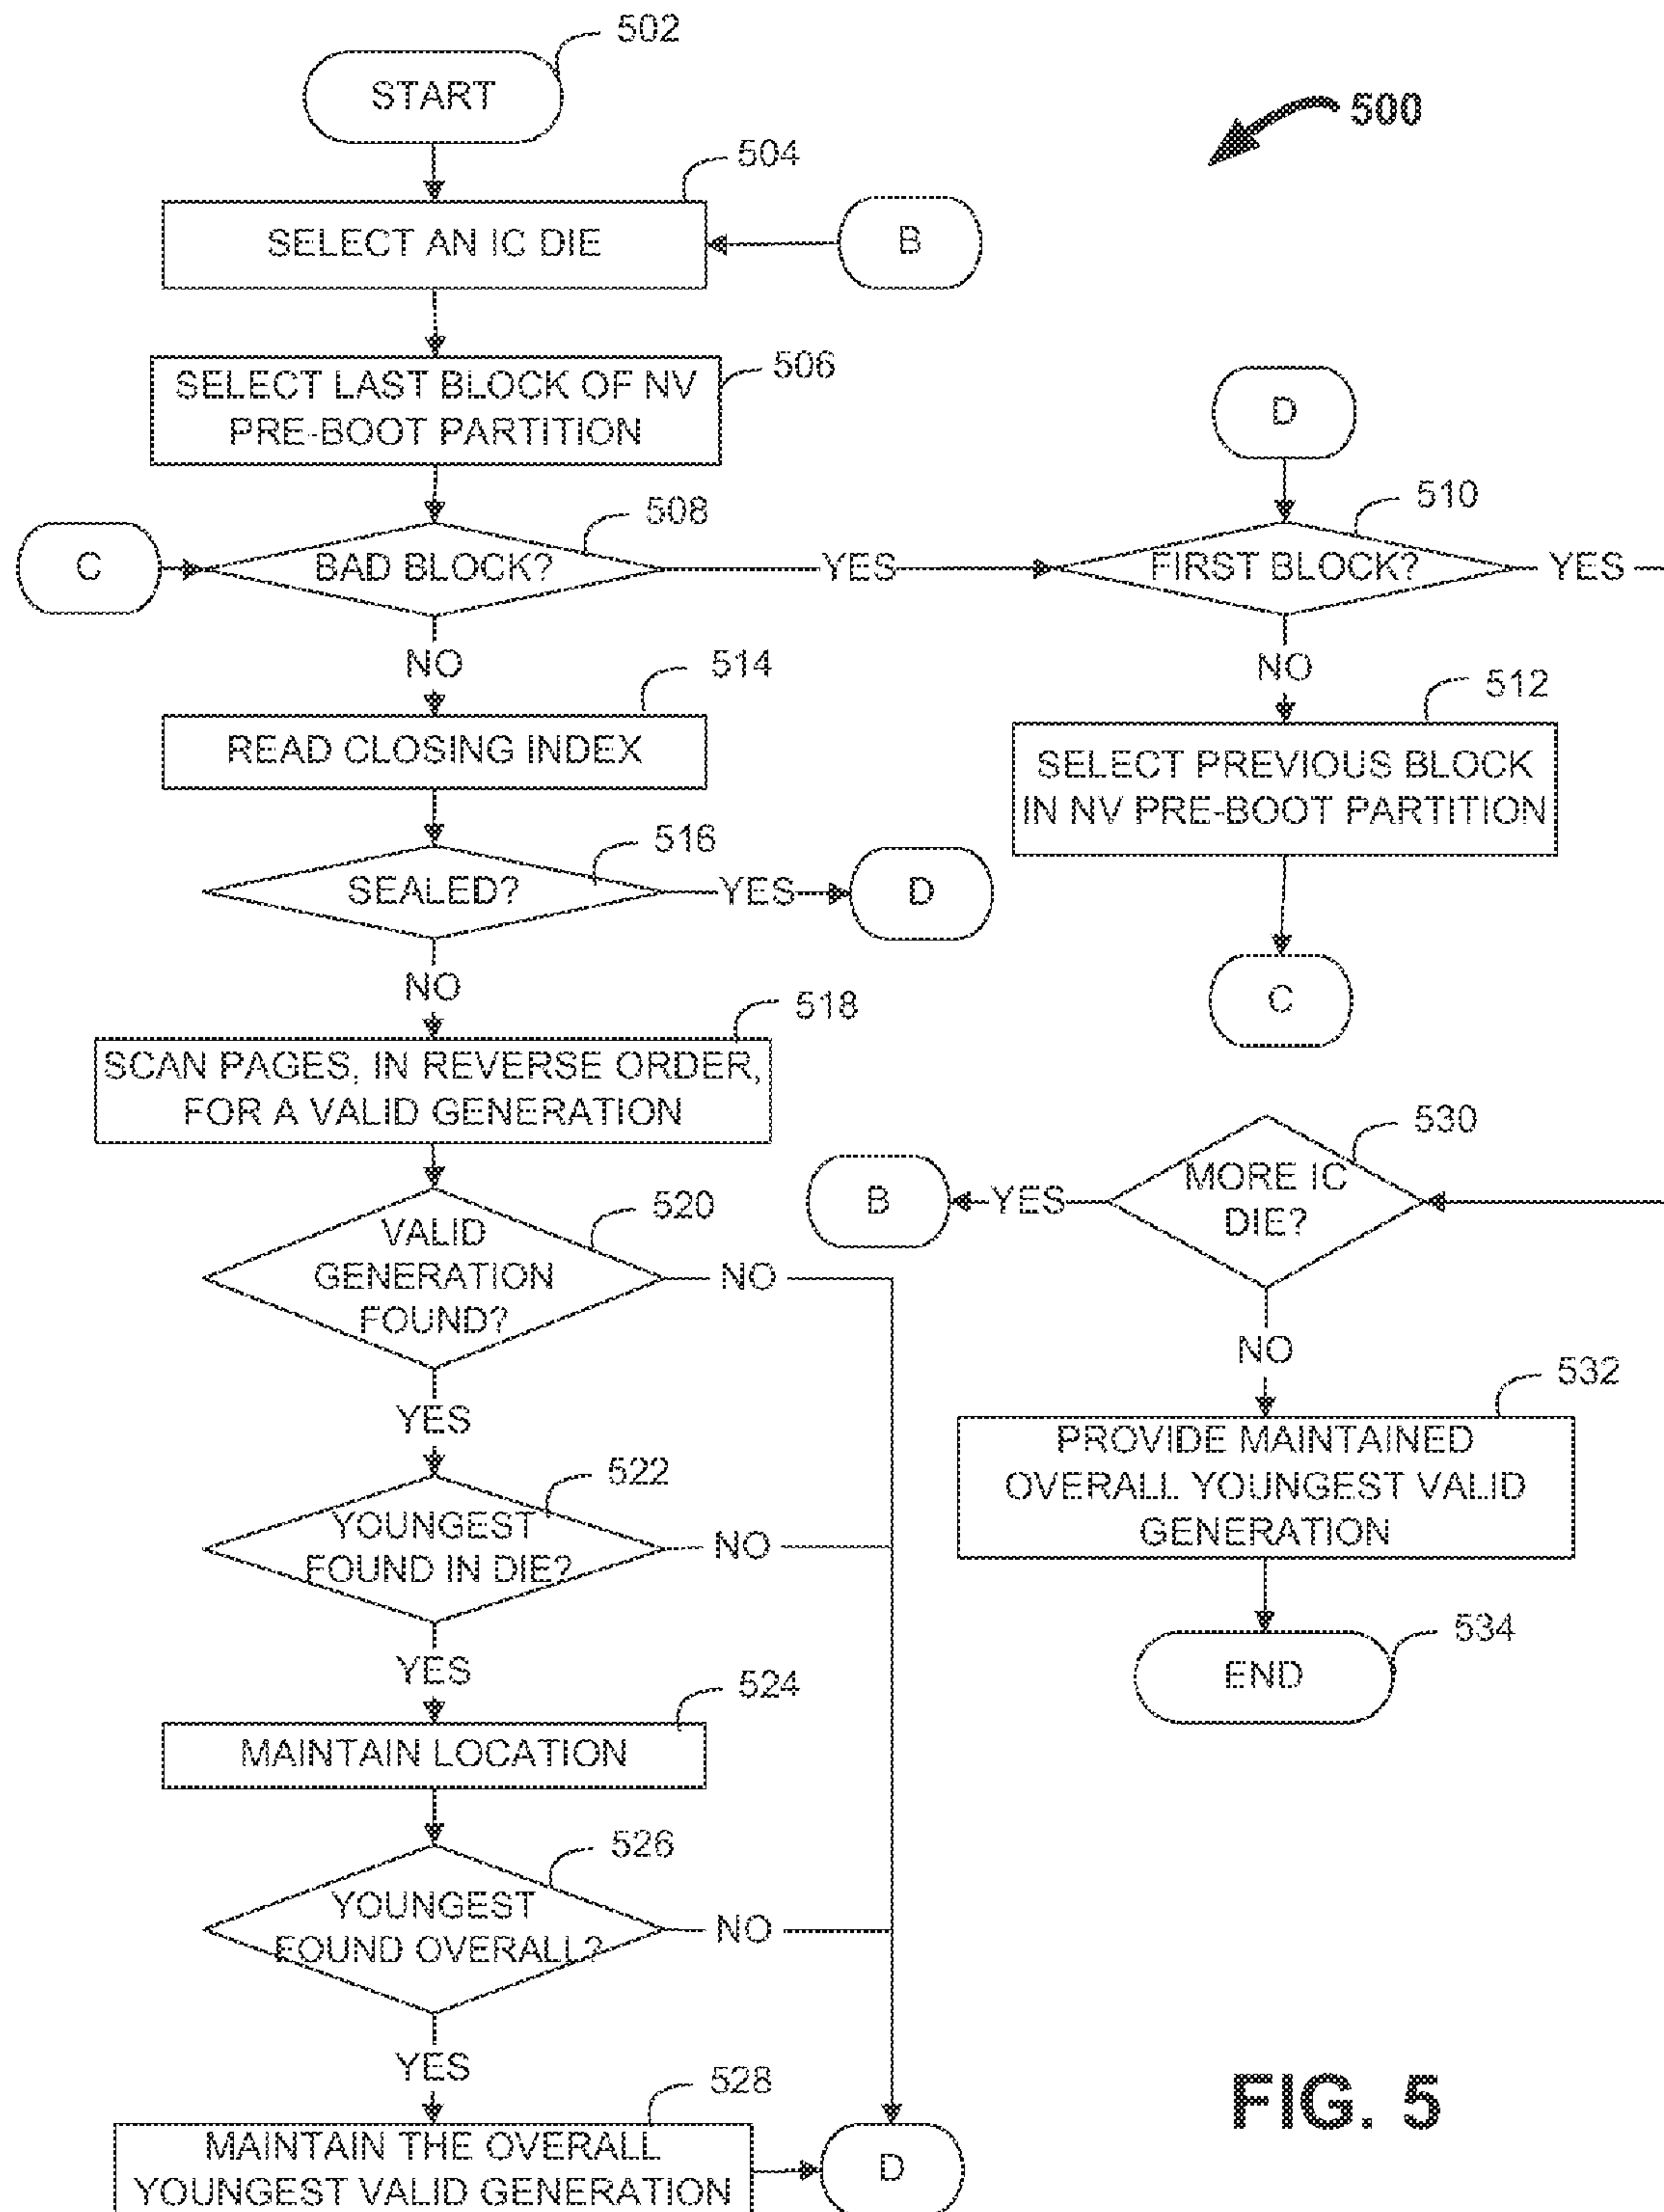 502
START
500
504
SELECT AN IC DIE
B
506
SELECT LAST BLOCK OF NV
PRE-BOOT PARTITION
D
508
510
C
BAD BLOCK?
YES
FIRST BLOCK?
YES
NO
NO
514
512
READ CLOSING INDEX
SELECT PREVIOUS BLOCK
IN NV PRE-BOOT PARTITION
516
SEALED?
YES
D
NO
C
518
SCAN PAGES, IN REVERSE ORDER,
FOR A VALID GENERATION
530
520
B
YES
MORE IC
DIE?
VALID
GENERATION
FOUND?
NO
NO
532
YES
PROVIDE MAINTAINED
OVERALL YOUNGEST VALID
GENERATION
522
YOUNGEST
FOUND IN DIE?
NO
534
END
YES
524
MAINTAIN LOCATION
526
YOUNGEST
FOUND OVERALL?
NO
YES
528
MAINTAIN THE OVERALL
YOUNGEST VALID GENERATION
D
FIG. 5